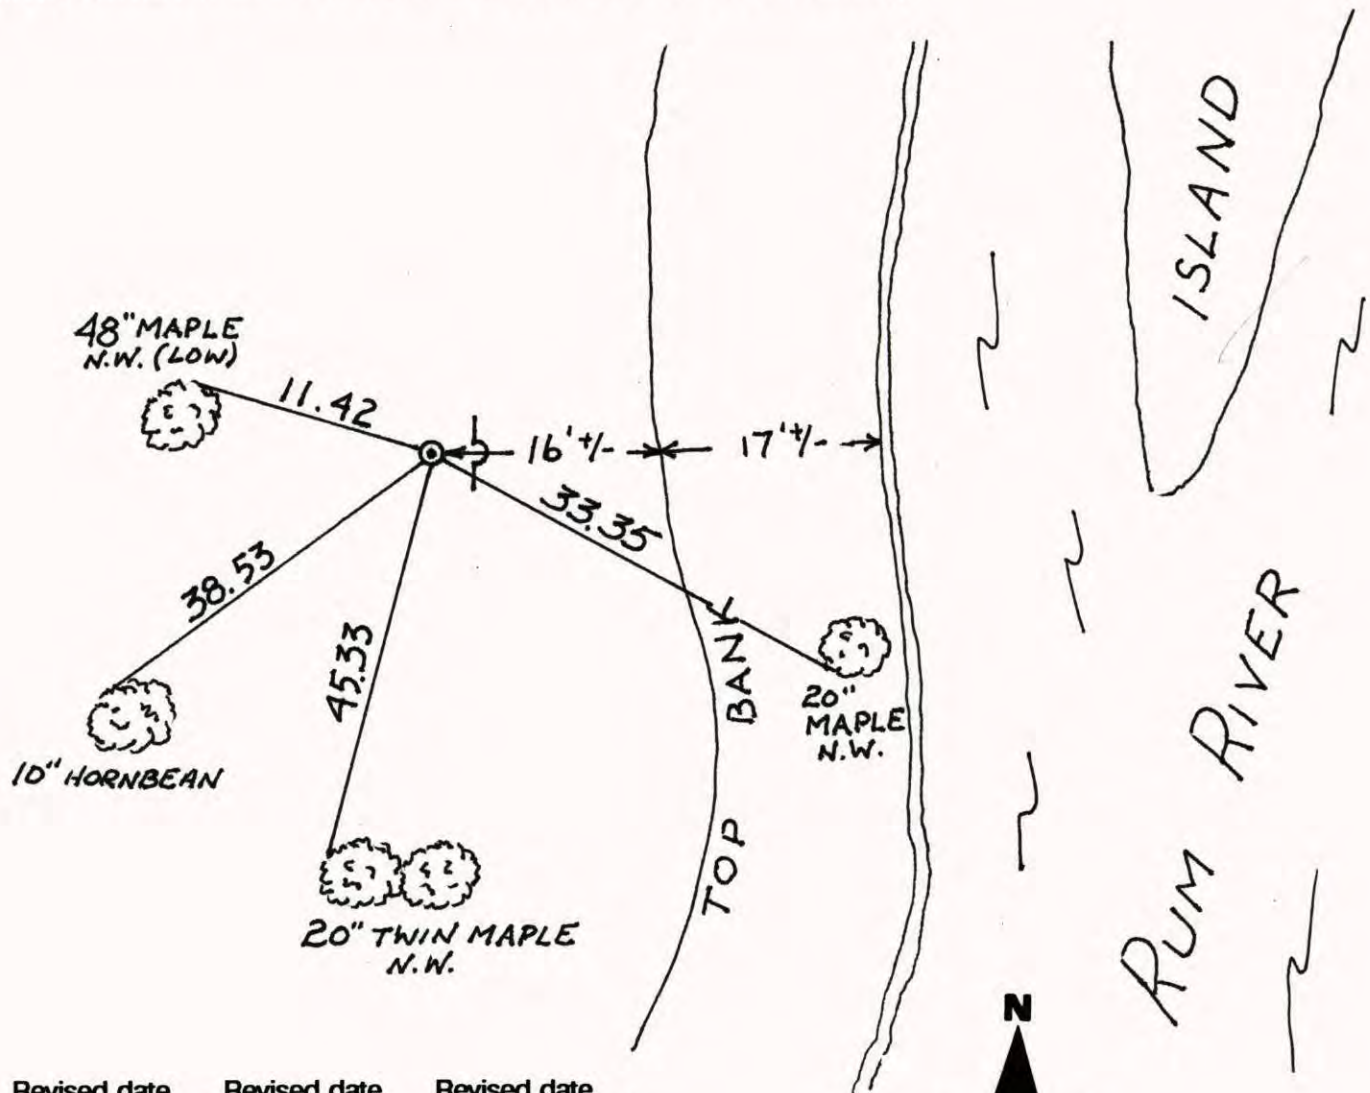 ISLAND
48" MAPLE
N.W. (LOW)
11.42
16'+/-
17'+/-
33.35
38.53
45.33
BANK
TOP
20"
MAPLE
N.W.
10" HORNBEAN
20" TWIN MAPLE
N.W.
RUM RIVER
N
Revised date Revised date Revised date